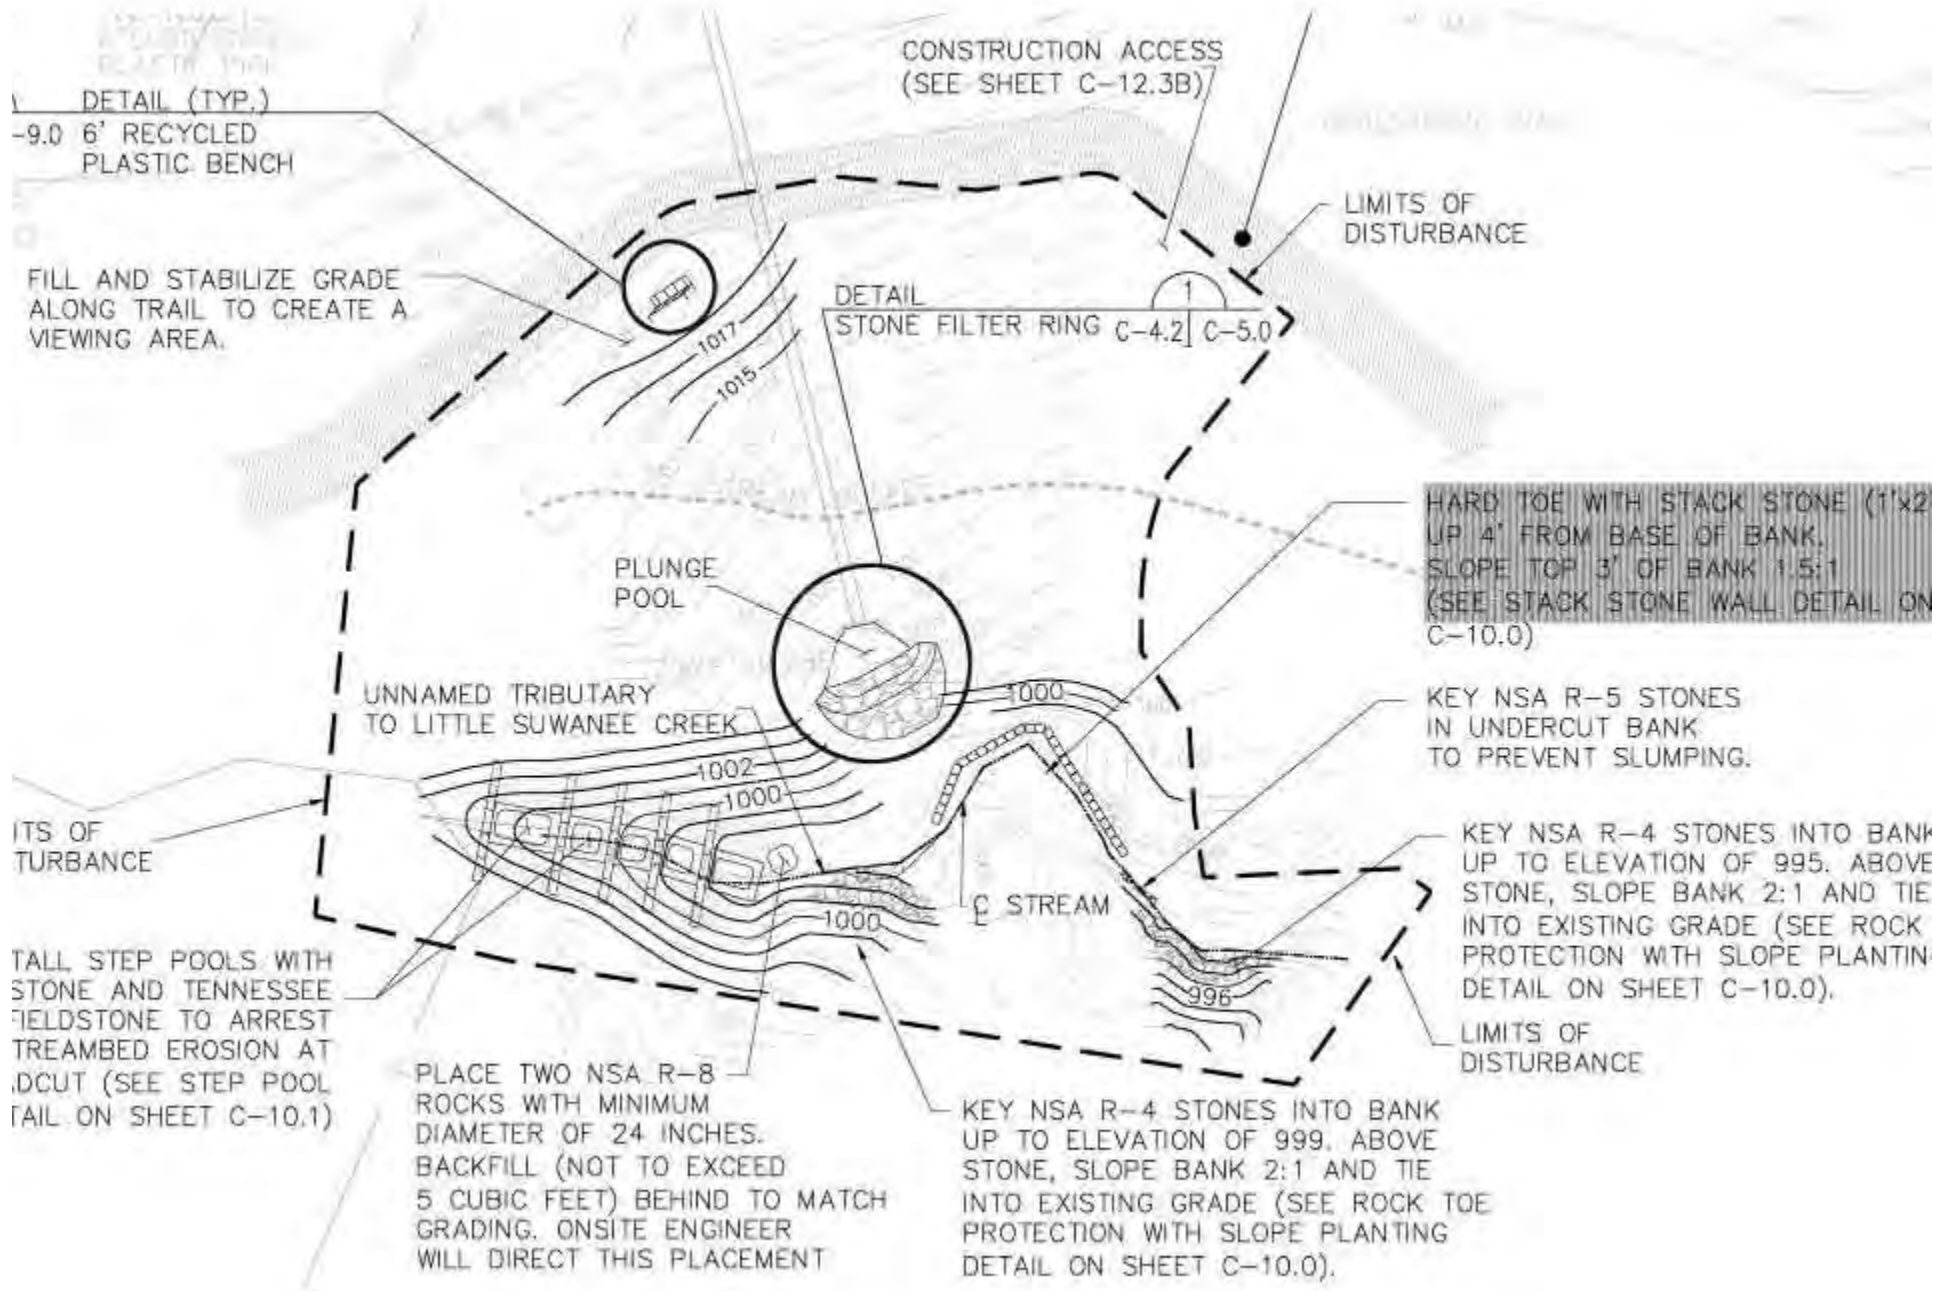 CONSTRUCTION ACCESS
(SEE SHEET C-12.3B)
DETAIL (TYP.)
-9.0 6' RECYCLED
PLASTIC BENCH
LIMITS OF
DISTURBANCE
FILL AND STABILIZE GRADE
ALONG TRAIL TO CREATE A
VIEWING AREA.
DETAIL
1
STONE FILTER RING C-4.2 C-5.0
1017
1015
HARD TOE WITH STACK STONE (1'x2
UP 4' FROM BASE OF BANK.
SLOPE TOP 3' OF BANK 1.5:1
(SEE STACK STONE WALL DETAIL ON
C-10.0)
PLUNGE
POOL
UNNAMED TRIBUTARY
TO LITTLE SUWANEE CREEK
1000
KEY NSA R-5 STONES
IN UNDERCUT BANK
TO PREVENT SLUMPING.
1002
1000
ITS OF
TURBANCE
KEY NSA R-4 STONES INTO BANK
UP TO ELEVATION OF 995. ABOVE
STONE, SLOPE BANK 2:1 AND TIE
INTO EXISTING GRADE (SEE ROCK
PROTECTION WITH SLOPE PLANTIN
DETAIL ON SHEET C-10.0).
℄ STREAM
1000
996
TALL STEP POOLS WITH
STONE AND TENNESSEE
FIELDSTONE TO ARREST
TREAMBED EROSION AT
DCUT (SEE STEP POOL
TAIL ON SHEET C-10.1)
LIMITS OF
DISTURBANCE
PLACE TWO NSA R-8
ROCKS WITH MINIMUM
DIAMETER OF 24 INCHES.
BACKFILL (NOT TO EXCEED
5 CUBIC FEET) BEHIND TO MATCH
GRADING. ONSITE ENGINEER
WILL DIRECT THIS PLACEMENT
KEY NSA R-4 STONES INTO BANK
UP TO ELEVATION OF 999. ABOVE
STONE, SLOPE BANK 2:1 AND TIE
INTO EXISTING GRADE (SEE ROCK TOE
PROTECTION WITH SLOPE PLANTING
DETAIL ON SHEET C-10.0).